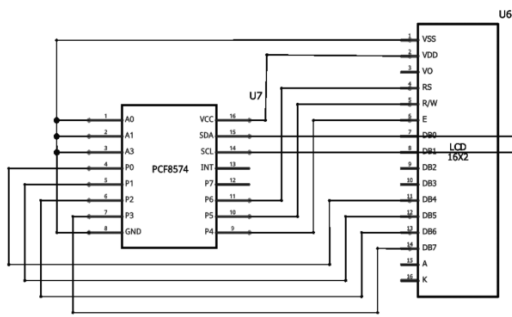 U6
U7
1 A0
2 A1
3 A3
4 P0
5 P1
6 P2
7 P3
8 GND
PCF8574
VCC 16
SDA 15
SCL 14
INT 13
P7 12
P6 11
P5 10
P4 9
1 VSS
2 VDD
3 VO
4 RS
5 R/W
6 E
7 DB0
8 DB1
9 DB2
10 DB3
11 DB4
12 DB5
13 DB6
14 DB7
15 A
16 K
LCD
16X2